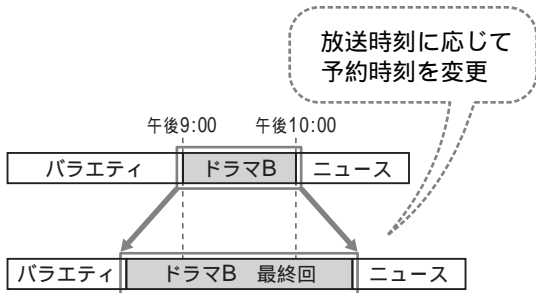 放送時刻に応じて
予約時刻を変更
午後9:00 午後10:00
バラエティ ドラマB ニュース
バラエティ ドラマB 最終回 ニュース